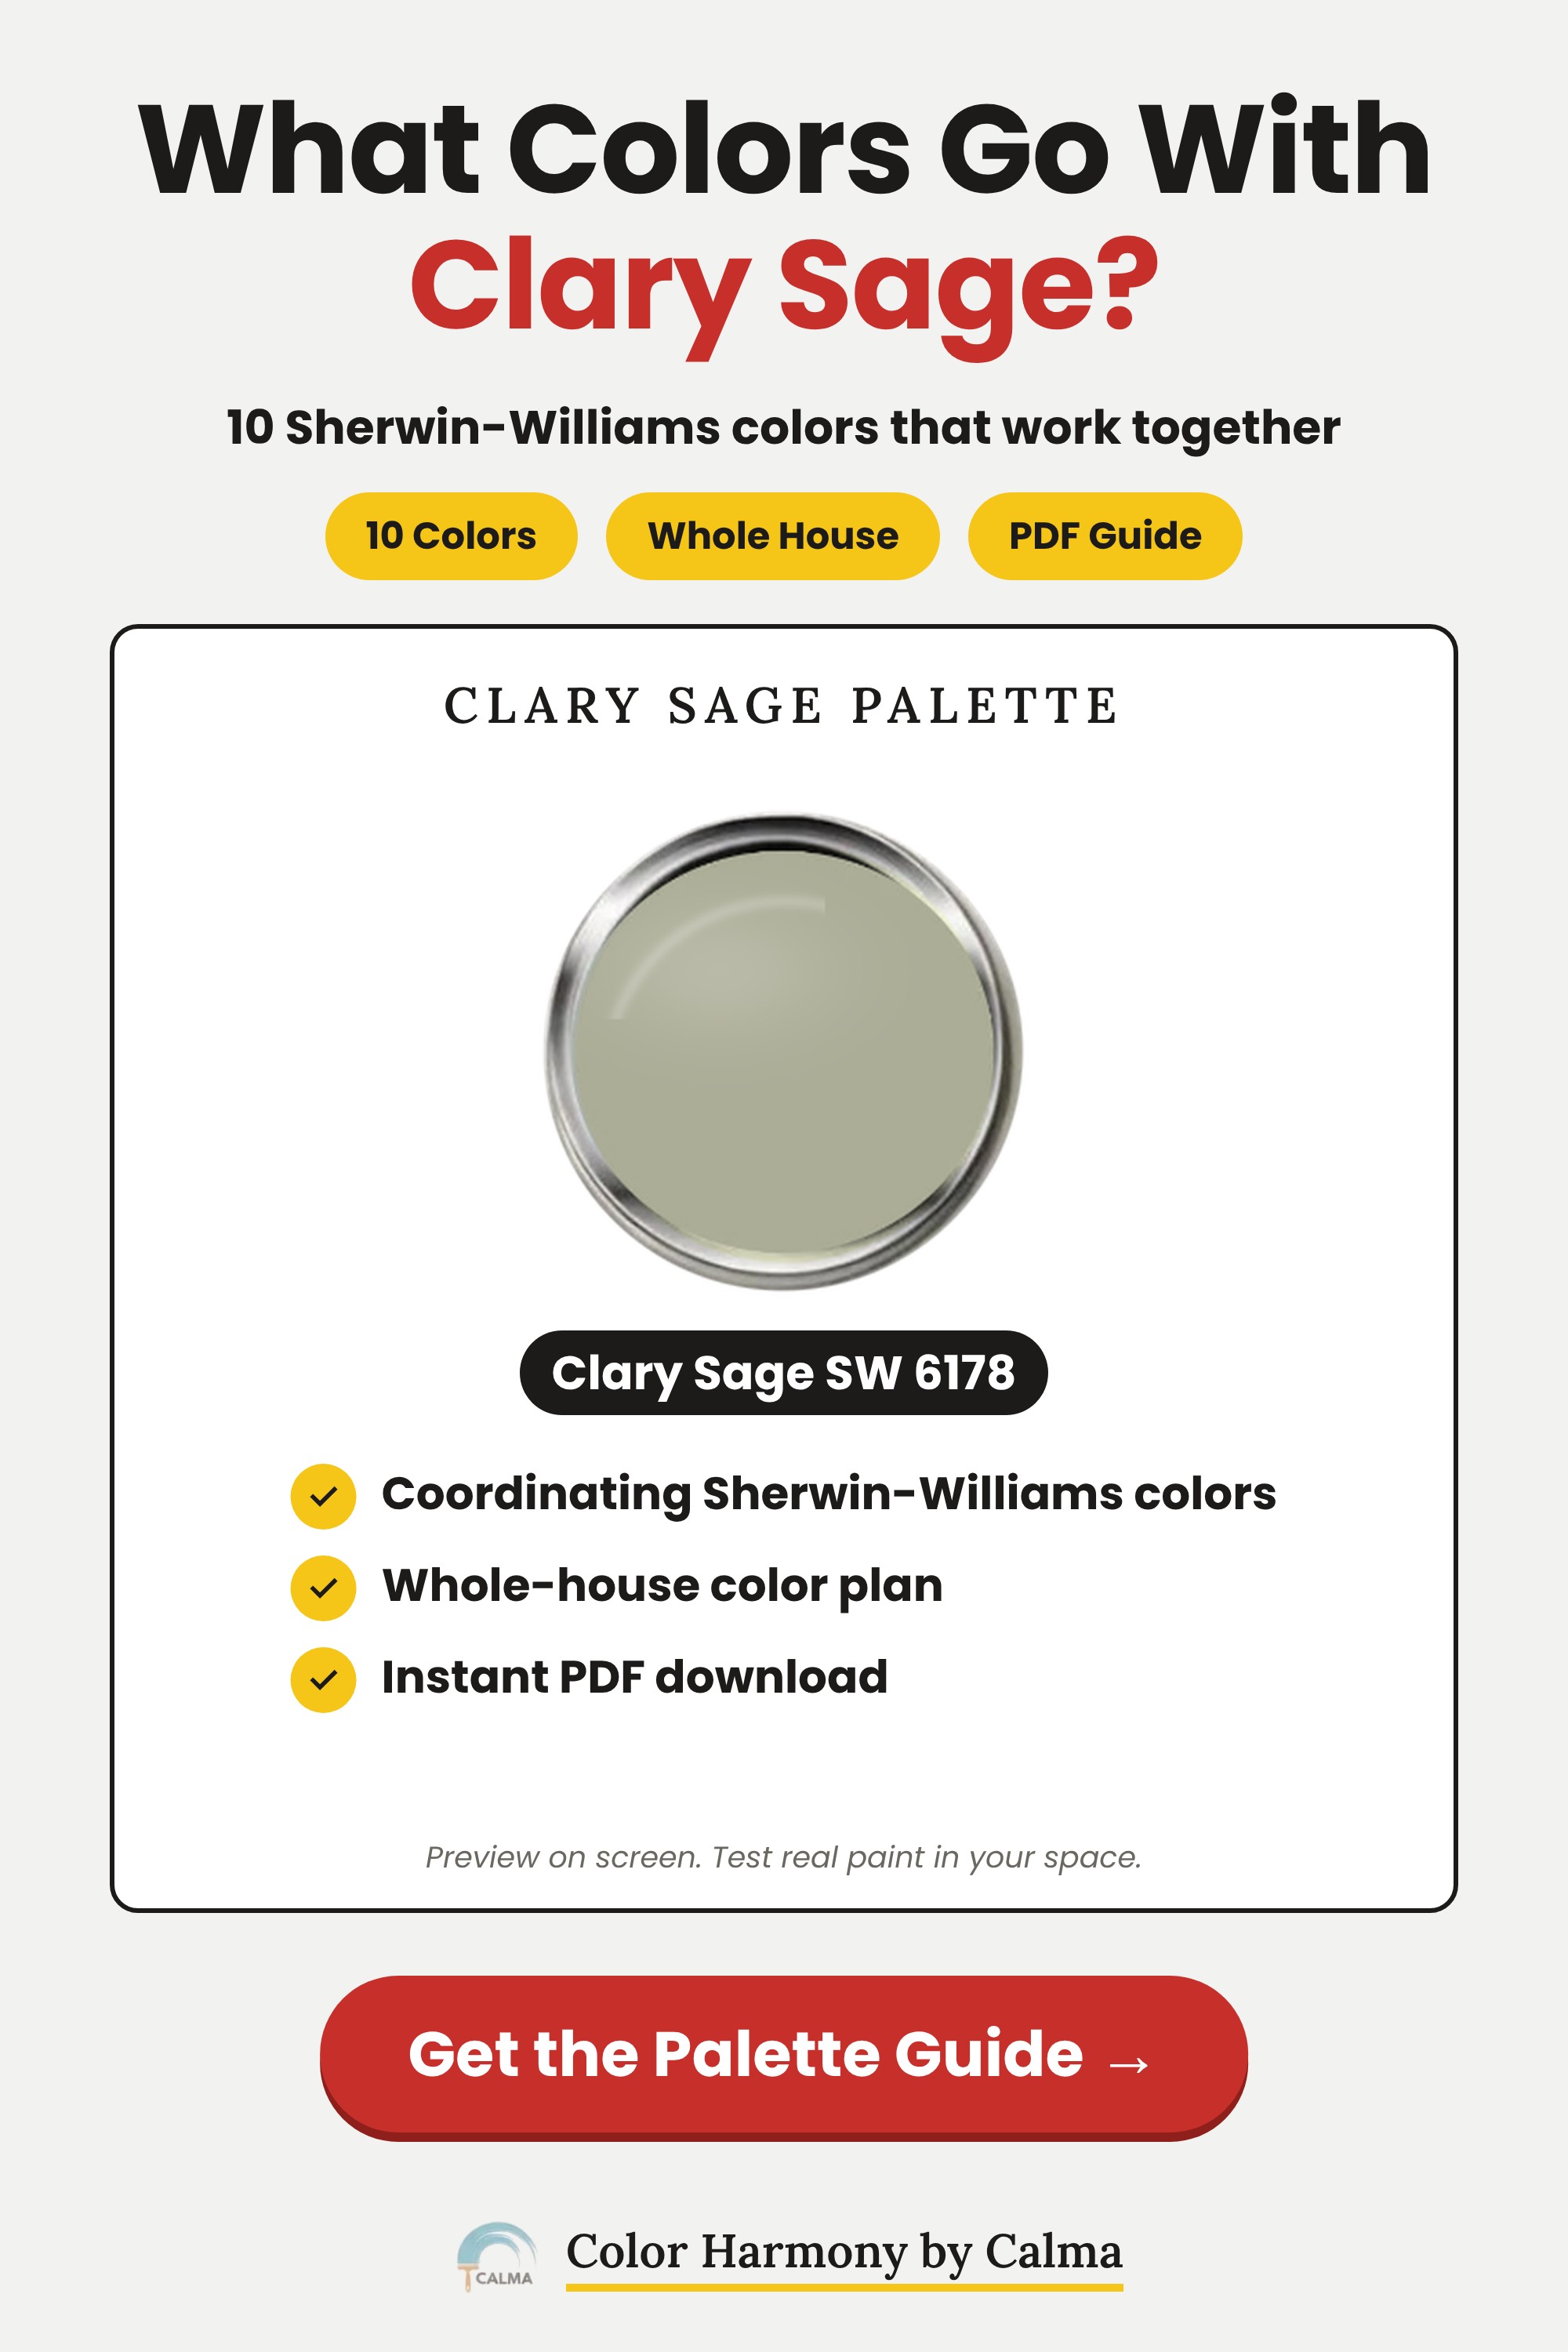 What Colors Go With
Clary Sage?
10 Sherwin-Williams colors that work together
10 Colors
Whole House
PDF Guide
CLARY SAGE PALETTE
Clary Sage SW 6178
Coordinating Sherwin-Williams colors
Whole-house color plan
Instant PDF download
Preview on screen. Test real paint in your space.
Get the Palette Guide →
CALMA
Color Harmony by Calma